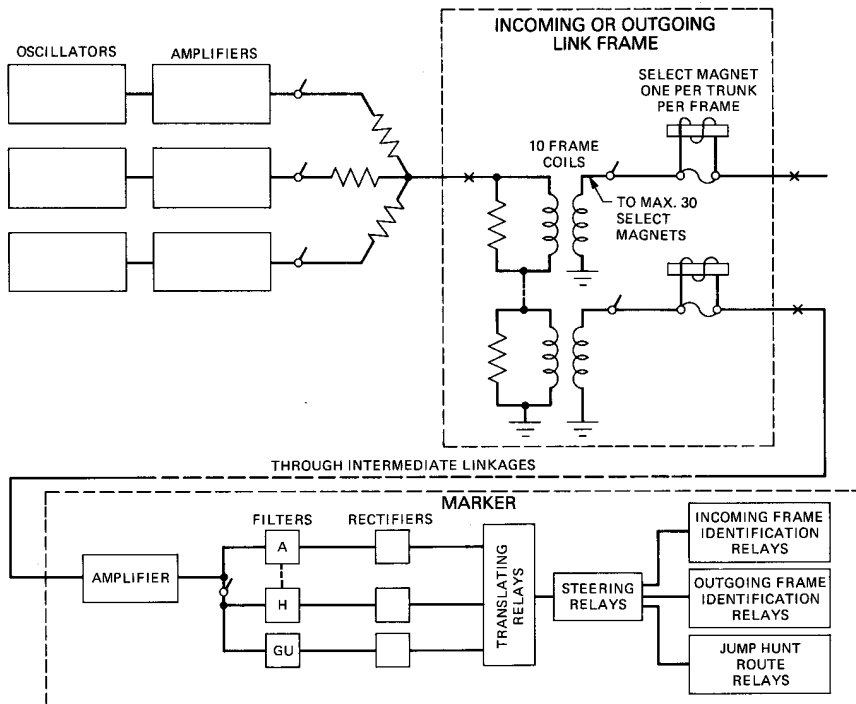 INCOMING OR OUTGOING
LINK FRAME
OSCILLATORS
AMPLIFIERS
SELECT MAGNET
ONE PER TRUNK
PER FRAME
10 FRAME
COILS
TO MAX. 30
SELECT
MAGNETS
THROUGH INTERMEDIATE LINKAGES
MARKER
FILTERS
RECTIFIERS
AMPLIFIER
A
H
GU
TRANSLATING
RELAYS
STEERING
RELAYS
INCOMING FRAME
IDENTIFICATION
RELAYS
OUTGOING FRAME
IDENTIFICATION
RELAYS
JUMP HUNT
ROUTE
RELAYS